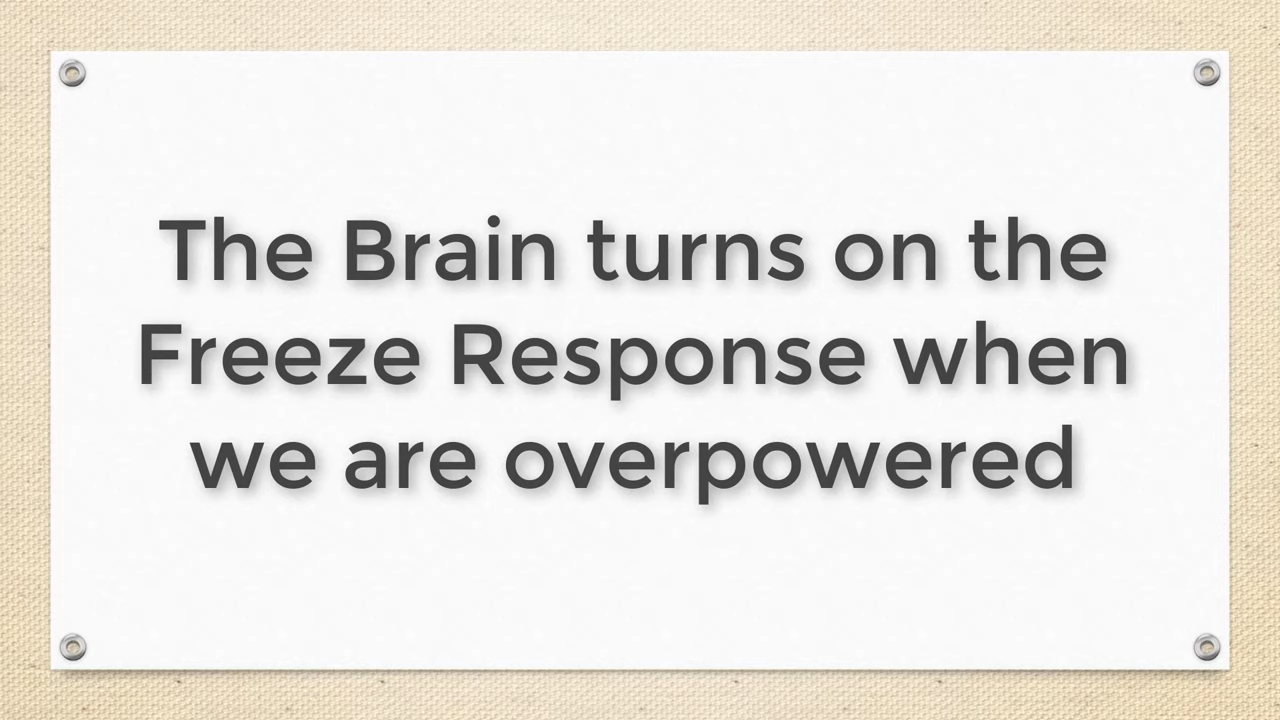 The Brain turns on the
Freeze Response when
we are overpowered